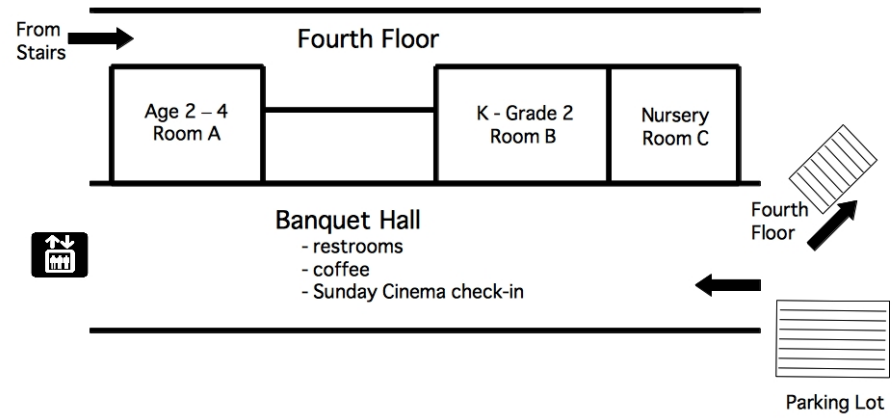 From
Stairs
Fourth Floor
Age 2 – 4
Room A
K - Grade 2
Room B
Nursery
Room C
Fourth
Floor
Banquet Hall
- restrooms
- coffee
- Sunday Cinema check-in
Parking Lot